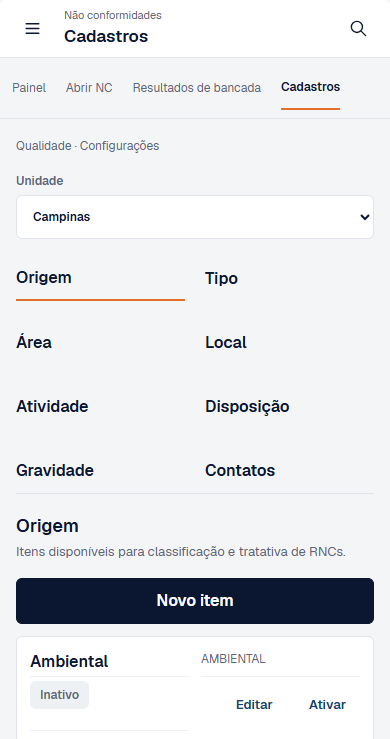 Não conformidades
Cadastros
Painel Abrir NC Resultados de bancada Cadastros
Qualidade · Configurações
Unidade
Campinas
Origem Tipo
Área Local
Atividade Disposição
Gravidade Contatos
Origem
Itens disponíveis para classificação e tratativa de RNCs.
Novo item
Ambiental AMBIENTAL
Inativo Editar Ativar